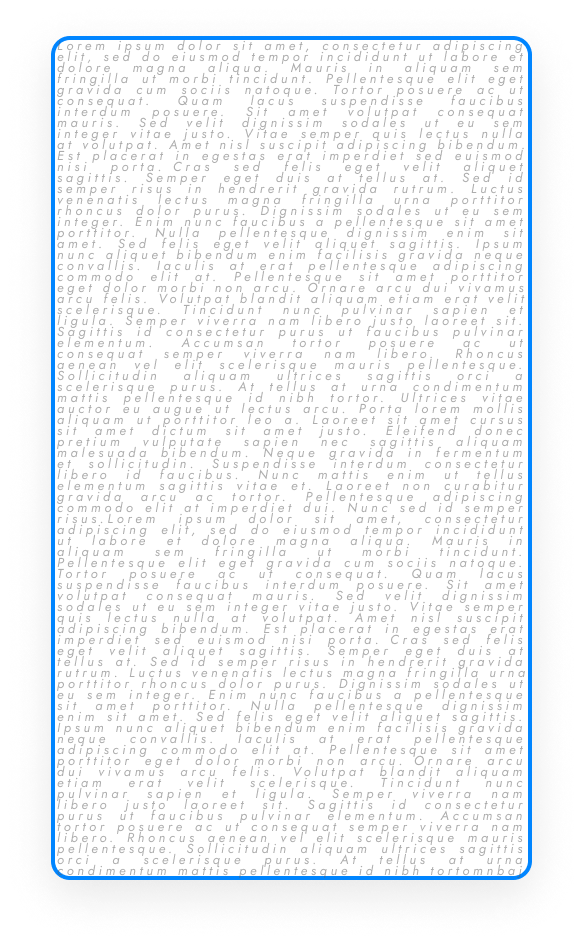 Lorem ipsum dolor sit amet, consectetur adipiscing
elit, sed do eiusmod tempor incididunt ut labore et
dolore magna aliqua. Mauris in aliquam sem
fringilla ut morbi tincidunt. Pellentesque elit eget
gravida cum sociis natoque. Tortor posuere ac ut
consequat. Quam lacus suspendisse faucibus
interdum posuere. Sit amet volutpat consequat
mauris. Sed velit dignissim sodales ut eu sem
integer vitae justo. Vitae semper quis lectus nulla
at volutpat. Amet nisl suscipit adipiscing bibendum.
Est placerat in egestas erat imperdiet sed euismod
nisi porta. Cras sed felis eget velit aliquet
sagittis. Semper eget duis at tellus at. Sed id
semper risus in hendrerit gravida rutrum. Luctus
venenatis lectus magna fringilla urna porttitor
rhoncus dolor purus. Dignissim sodales ut eu sem
integer. Enim nunc faucibus a pellentesque sit amet
porttitor. Nulla pellentesque dignissim enim sit
amet. Sed felis eget velit aliquet sagittis. Ipsum
nunc aliquet bibendum enim facilisis gravida neque
convallis. Iaculis at erat pellentesque adipiscing
commodo elit at. Pellentesque sit amet porttitor
eget dolor morbi non arcu. Ornare arcu dui vivamus
arcu felis. Volutpat blandit aliquam etiam erat velit
scelerisque. Tincidunt nunc pulvinar sapien et
ligula. Semper viverra nam libero justo laoreet sit.
Sagittis id consectetur purus ut faucibus pulvinar
elementum. Accumsan tortor posuere ac ut
consequat semper viverra nam libero. Rhoncus
aenean vel elit scelerisque mauris pellentesque.
Sollicitudin aliquam ultrices sagittis orci a
scelerisque purus. At tellus at urna condimentum
mattis pellentesque id nibh tortor. Ultrices vitae
auctor eu augue ut lectus arcu. Porta lorem mollis
aliquam ut porttitor leo a. Laoreet sit amet cursus
sit amet dictum sit amet justo. Eleifend donec
pretium vulputate sapien nec sagittis aliquam
malesuada bibendum. Neque gravida in fermentum
et sollicitudin. Suspendisse interdum consectetur
libero id faucibus. Nunc mattis enim ut tellus
elementum sagittis vitae et. Laoreet non curabitur
gravida arcu ac tortor. Pellentesque adipiscing
commodo elit at imperdiet dui. Nunc sed id semper
risus.Lorem ipsum dolor sit amet, consectetur
adipiscing elit, sed do eiusmod tempor incididunt
ut labore et dolore magna aliqua. Mauris in
aliquam sem fringilla ut morbi tincidunt.
Pellentesque elit eget gravida cum sociis natoque.
Tortor posuere ac ut consequat. Quam lacus
suspendisse faucibus interdum posuere. Sit amet
volutpat consequat mauris. Sed velit dignissim
sodales ut eu sem integer vitae justo. Vitae semper
quis lectus nulla at volutpat. Amet nisl suscipit
adipiscing bibendum. Est placerat in egestas erat
imperdiet sed euismod nisi porta. Cras sed felis
eget velit aliquet sagittis. Semper eget duis at
tellus at. Sed id semper risus in hendrerit gravida
rutrum. Luctus venenatis lectus magna fringilla urna
porttitor rhoncus dolor purus. Dignissim sodales ut
eu sem integer. Enim nunc faucibus a pellentesque
sit amet porttitor. Nulla pellentesque dignissim
enim sit amet. Sed felis eget velit aliquet sagittis.
Ipsum nunc aliquet bibendum enim facilisis gravida
neque convallis. Iaculis at erat pellentesque
adipiscing commodo elit at. Pellentesque sit amet
porttitor eget dolor morbi non arcu. Ornare arcu
dui vivamus arcu felis. Volutpat blandit aliquam
etiam erat velit scelerisque. Tincidunt nunc
pulvinar sapien et ligula. Semper viverra nam
libero justo laoreet sit. Sagittis id consectetur
purus ut faucibus pulvinar elementum. Accumsan
tortor posuere ac ut consequat semper viverra nam
libero. Rhoncus aenean vel elit scelerisque mauris
pellentesque. Sollicitudin aliquam ultrices sagittis
orci a scelerisque purus. At tellus at urna
condimentum mattis pellentesque id nibh tortomnbaj